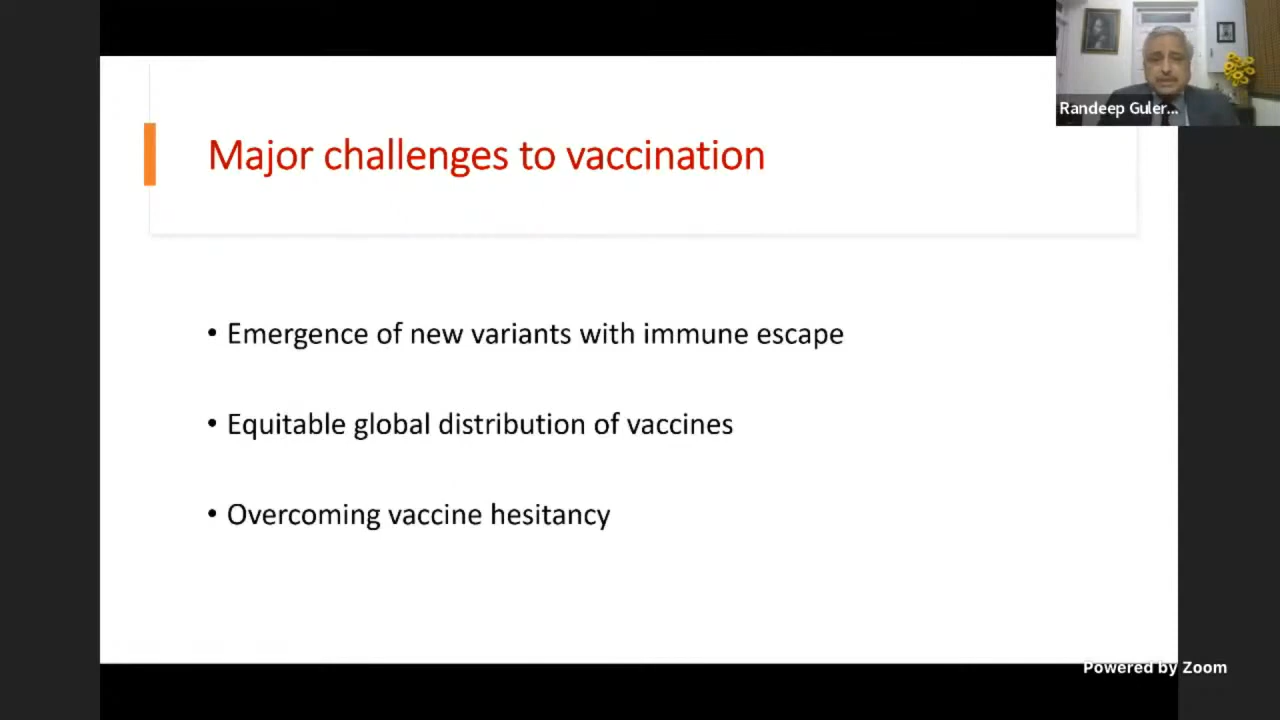 Randeep Guler...
Major challenges to vaccination
• Emergence of new variants with immune escape
• Equitable global distribution of vaccines
• Overcoming vaccine hesitancy
Powered by Zoom